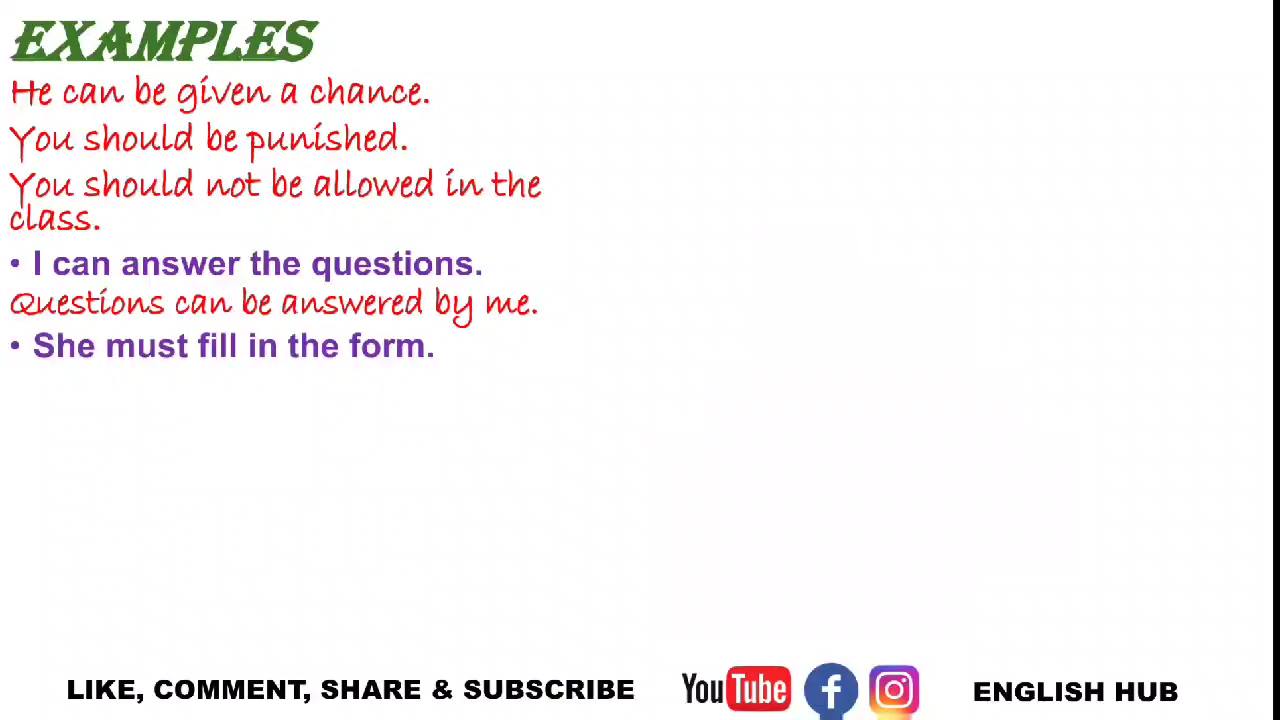 EXAMPLES
He can be given a chance.
You should be punished.
You should not be allowed in the
class.
• I can answer the questions.
Questions can be answered by me.
• She must fill in the form.
LIKE, COMMENT, SHARE & SUBSCRIBE YouTube f ENGLISH HUB